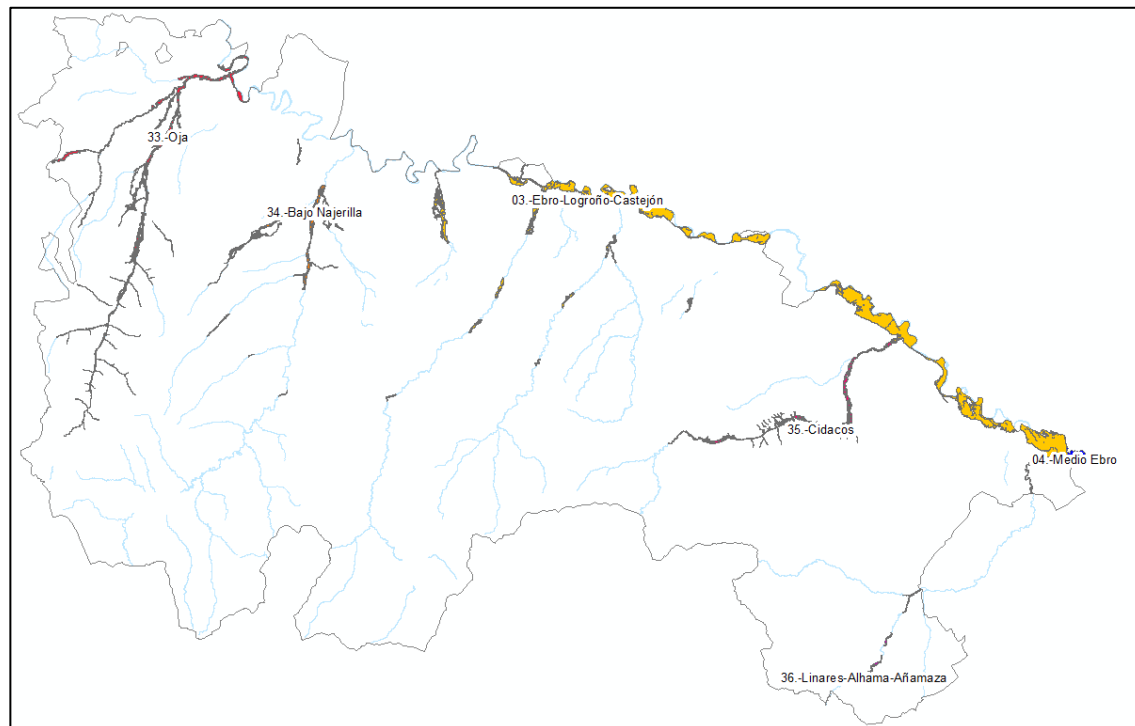 33.-Oja
34.-Bajo Najerilla
03.-Ebro-Logroño-Castejón
35.-Cidacos
04.-Medio Ebro
36.-Linares-Alhama-Añamaza